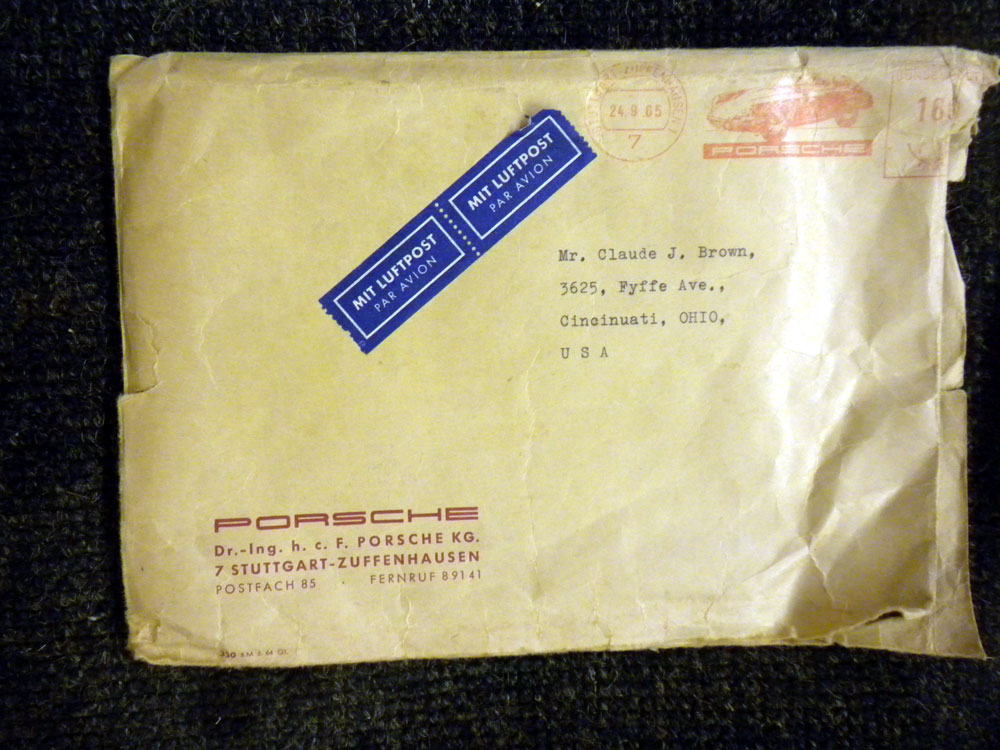 24.9.65
7
PORSCHE
MIT LUFTPOST
PAR AVION
MIT LUFTPOST
PAR AVION
Mr. Claude J. Brown,
3625, Fyffe Ave.,
Cincinuati, OHIO,
U S A
PORSCHE
Dr.-Ing. h. c. F. PORSCHE KG.
7 STUTTGART-ZUFFENHAUSEN
POSTFACH 85 FERNRUF 89141